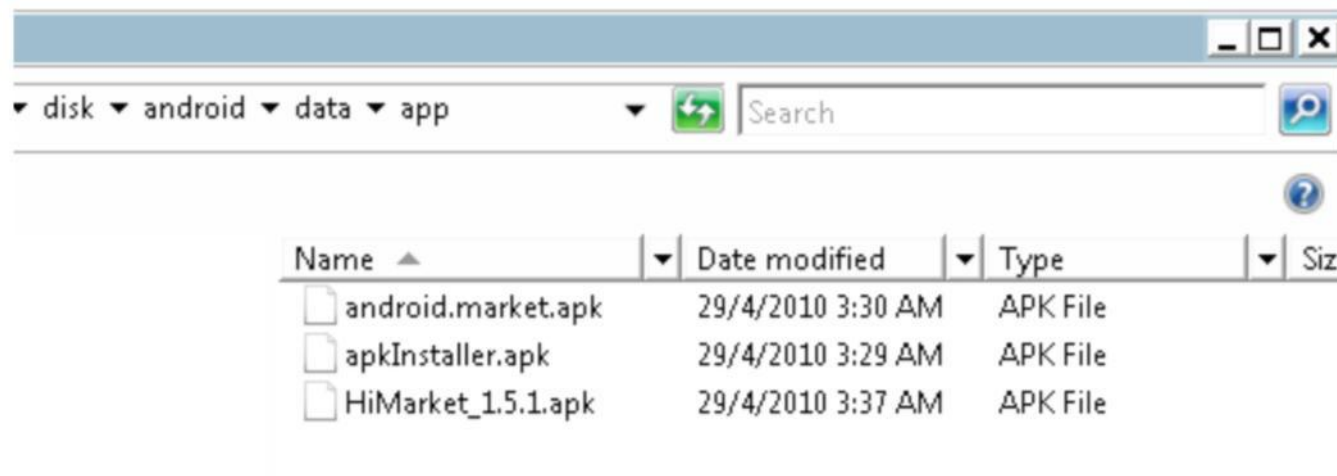 disk android data app Search
Name Date modified Type Siz
android.market.apk 29/4/2010 3:30 AM APK File
apkInstaller.apk 29/4/2010 3:29 AM APK File
HiMarket_1.5.1.apk 29/4/2010 3:37 AM APK File